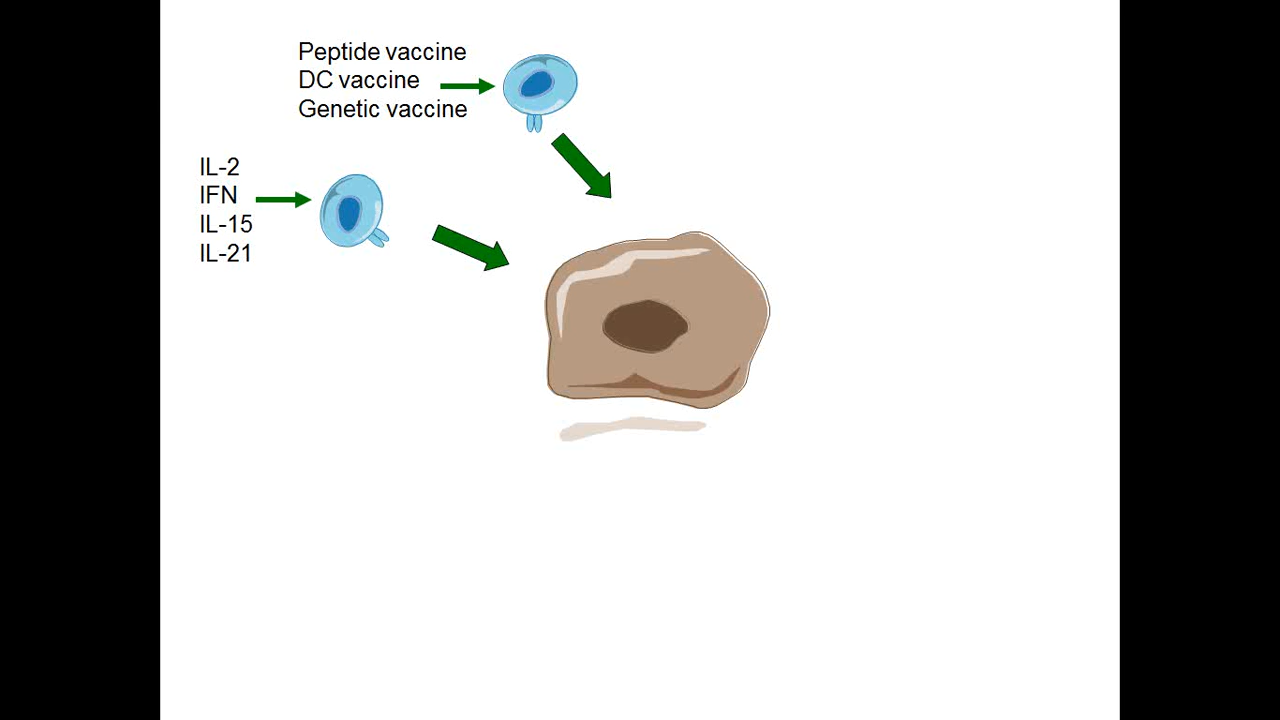 Peptide vaccine
DC vaccine
Genetic vaccine
IL-2
IFN
IL-15
IL-21